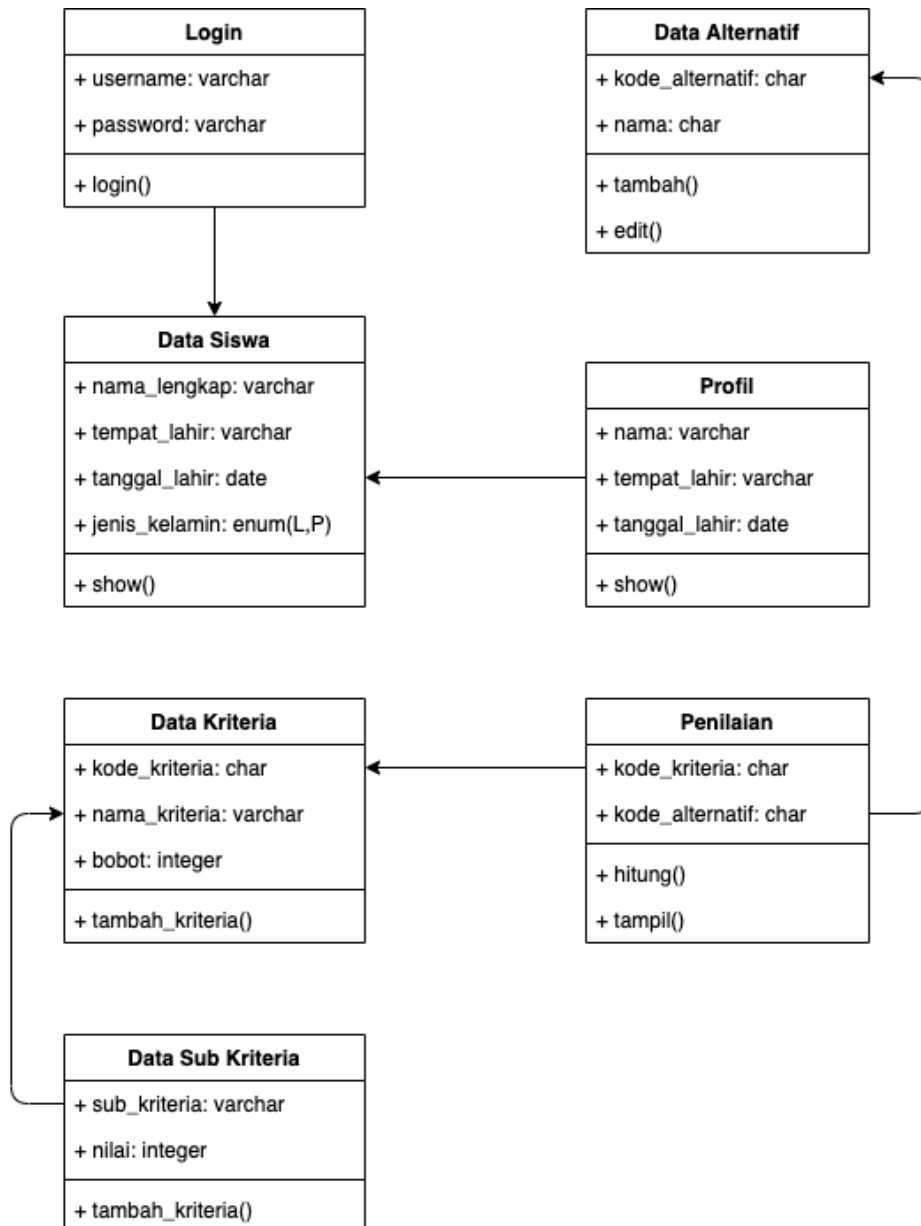 Login
+ username: varchar
+ password: varchar
+ login()
Data Alternatif
+ kode_alternatif: char
+ nama: char
+ tambah()
+ edit()
Data Siswa
+ nama_lengkap: varchar
+ tempat_lahir: varchar
+ tanggal_lahir: date
+ jenis_kelamin: enum(L,P)
+ show()
Profil
+ nama: varchar
+ tempat_lahir: varchar
+ tanggal_lahir: date
+ show()
Data Kriteria
+ kode_kriteria: char
+ nama_kriteria: varchar
+ bobot: integer
+ tambah_kriteria()
Penilaian
+ kode_kriteria: char
+ kode_alternatif: char
+ hitung()
+ tampil()
Data Sub Kriteria
+ sub_kriteria: varchar
+ nilai: integer
+ tambah_kriteria()